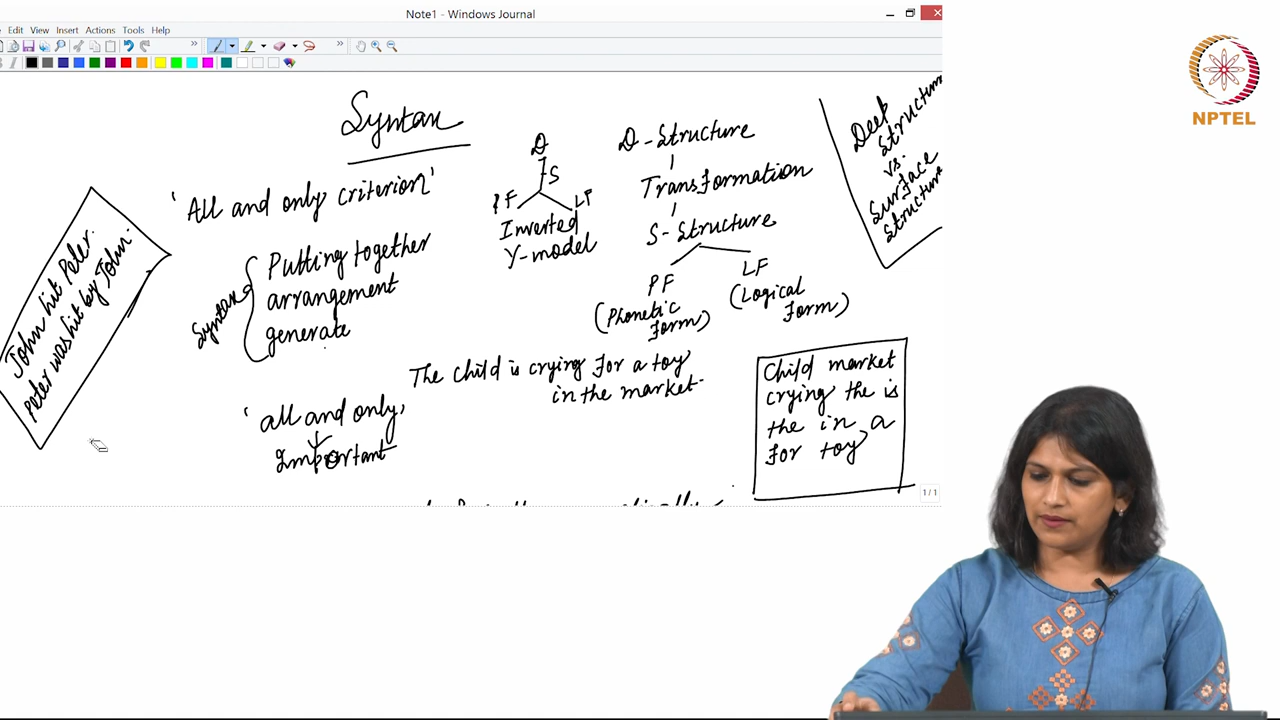 Note1 - Windows Journal
Edit View Insert Actions Tools Help
NPTEL
Syntax
'All and only criterion'
Syntax
Putting together
arrangement
generate
D
S
PF LF
Inverted
Y-model
D-Structure
Transformation
S-Structure
PF
(Phonetic
Form)
LF
(Logical
Form)
Deep
Structure
vs.
Surface
Structure
John hit Peter.
Peter was hit by John.
The child is crying for a toy
in the market.
'all and only,
Important
Child market
crying the is
the in a
for toy
1 / 1